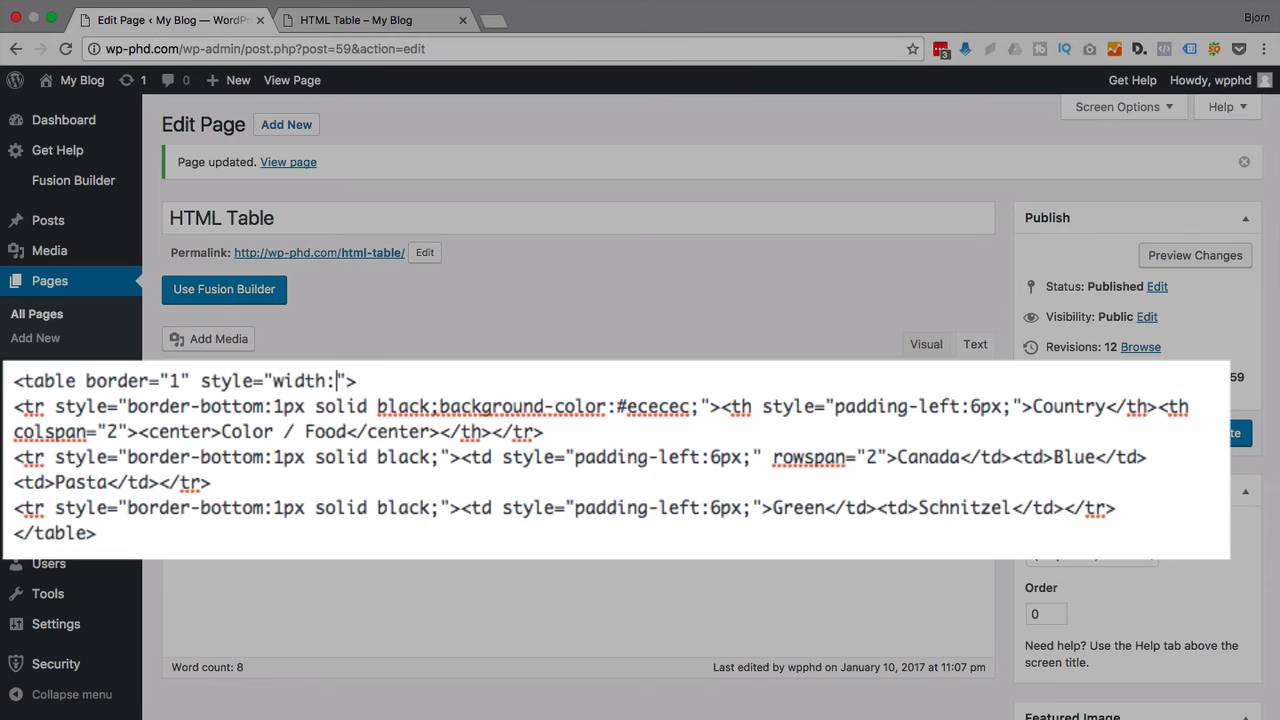 Edit Page ‹ My Blog — WordPr
HTML Table – My Blog
Bjorn
wp-phd.com/wp-admin/post.php?post=59&action=edit
3
My Blog
1
0
New
View Page
Get Help
Howdy, wpphd
Dashboard
Get Help
Fusion Builder
Posts
Media
Pages
All Pages
Add New
Users
Tools
Settings
Security
Collapse menu
Screen Options
Help
Edit Page
Add New
Page updated. View page
HTML Table
Permalink: http://wp-phd.com/html-table/
Edit
Use Fusion Builder
Add Media
Visual
Text
<table border="1" style="width:">
<tr style="border-bottom:1px solid black;background-color:#ececec;"><th style="padding-left:6px;">Country</th><th
colspan="2"><center>Color / Food</center></th></tr>
<tr style="border-bottom:1px solid black;"><td style="padding-left:6px;" rowspan="2">Canada</td><td>Blue</td>
<td>Pasta</td></tr>
<tr style="border-bottom:1px solid black;"><td style="padding-left:6px;">Green</td><td>Schnitzel</td></tr>
</table>
Word count: 8
Last edited by wpphd on January 10, 2017 at 11:07 pm
Publish
Preview Changes
Status: Published Edit
Visibility: Public Edit
Revisions: 12 Browse
59
Order
0
Need help? Use the Help tab above the
screen title.
Featured Image